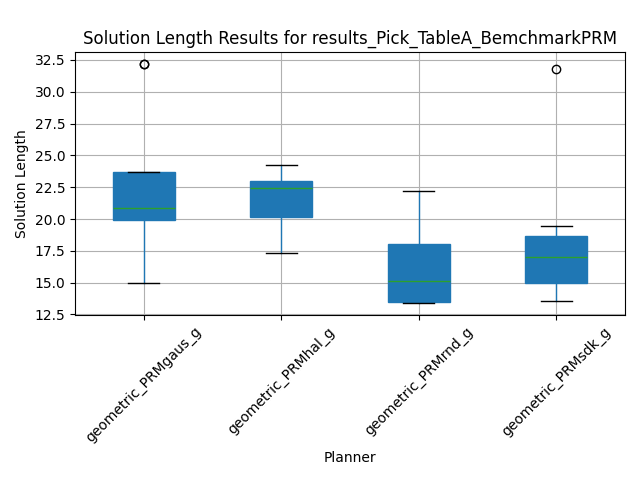 Solution Length Results for results_Pick_TableA_BemchmarkPRM
32.5
30.0
27.5
25.0
22.5
20.0
17.5
15.0
12.5
Solution Length
geometric_PRMgaus_g
geometric_PRMhal_g
geometric_PRMrnd_g
geometric_PRMsdk_g
Planner